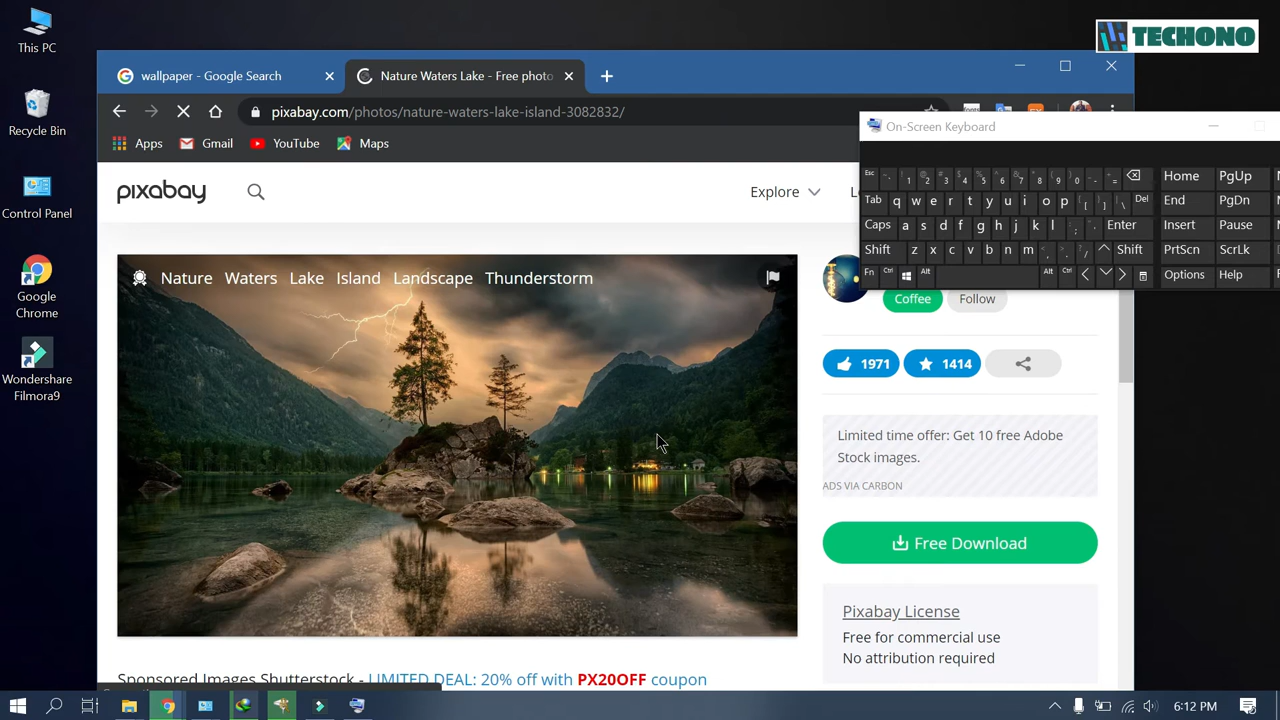 This PC
Recycle Bin
Control Panel
Google
Chrome
Wondershare
Filmora9
TECHONO
wallpaper - Google Search
Nature Waters Lake - Free photo
pixabay.com/photos/nature-waters-lake-island-3082832/
Apps
Gmail
YouTube
Maps
pixabay
Explore
Nature Waters Lake Island Landscape Thunderstorm
On-Screen Keyboard
Esc
Home PgUp
Tab q w e r t y u i o p [ ] \ Del
End PgDn
Caps a s d f g h j k l Enter
Insert Pause
Shift z x c v b n m Shift
PrtScn ScrLk
Fn Ctrl Alt Alt Ctrl
Options Help
Coffee Follow
1971 1414
Limited time offer: Get 10 free Adobe
Stock images.
ADS VIA CARBON
Free Download
Pixabay License
Free for commercial use
No attribution required
Sponsored Images Shutterstock - LIMITED DEAL: 20% off with PX20OFF coupon
6:12 PM